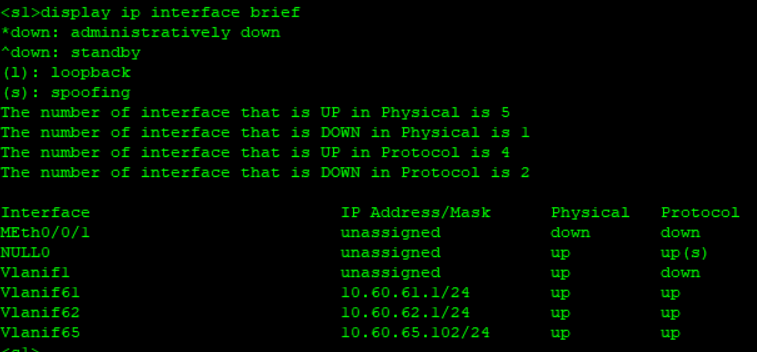 <sl>display ip interface brief
*down: administratively down
^down: standby
(l): loopback
(s): spoofing
The number of interface that is UP in Physical is 5
The number of interface that is DOWN in Physical is 1
The number of interface that is UP in Protocol is 4
The number of interface that is DOWN in Protocol is 2
Interface IP Address/Mask Physical Protocol
MEth0/0/1 unassigned down down
NULL0 unassigned up up(s)
Vlanif1 unassigned up down
Vlanif61 10.60.61.1/24 up up
Vlanif62 10.60.62.1/24 up up
Vlanif65 10.60.65.102/24 up up